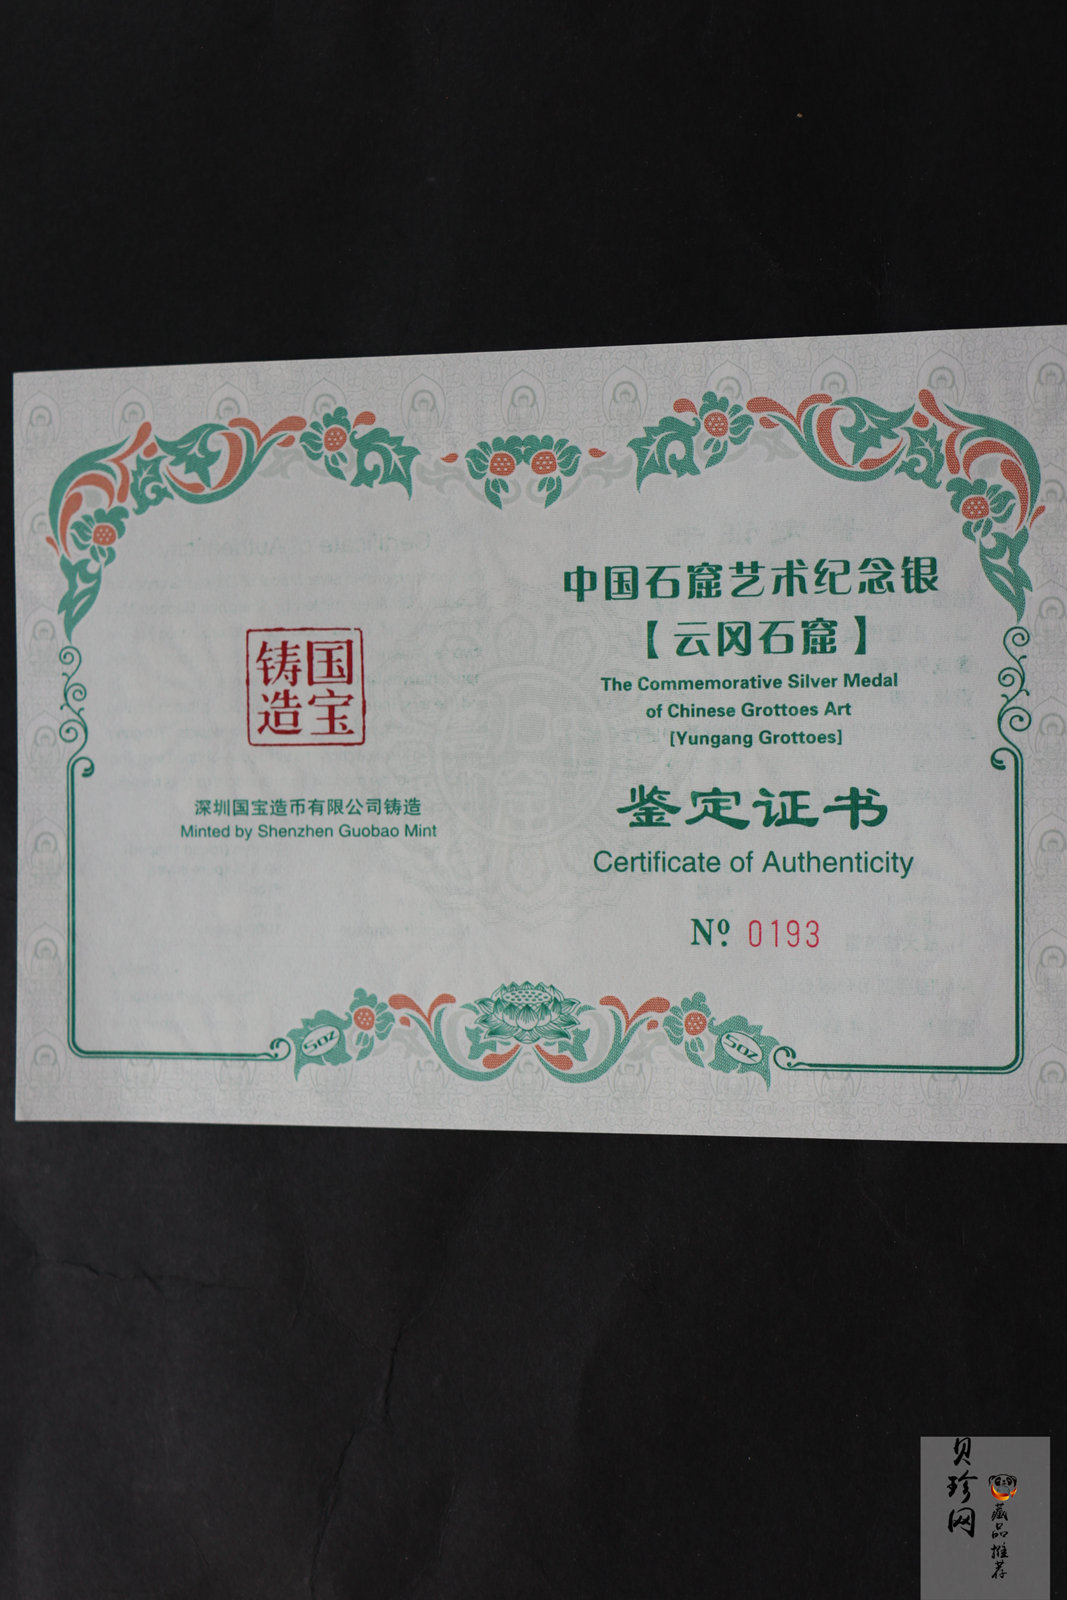 国宝
铸造
深圳国宝造币有限公司铸造
Minted by Shenzhen Guobao Mint
中国石窟艺术纪念银
【云冈石窟】
The Commemorative Silver Medal
of Chinese Grottoes Art
[Yungang Grottoes]
鉴定证书
Certificate of Authenticity
Nº. 0193
5OZ
5OZ
贝珍网
藏品推荐